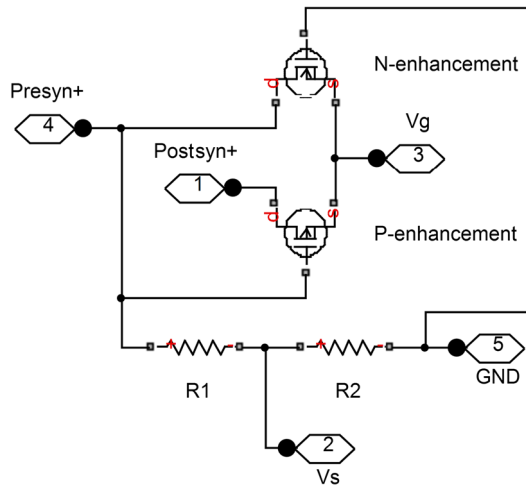 N-enhancement
d s
Presyn+
4
Vg
3
Postsyn+
1
d s
P-enhancement
R1
R2
5
GND
2
Vs